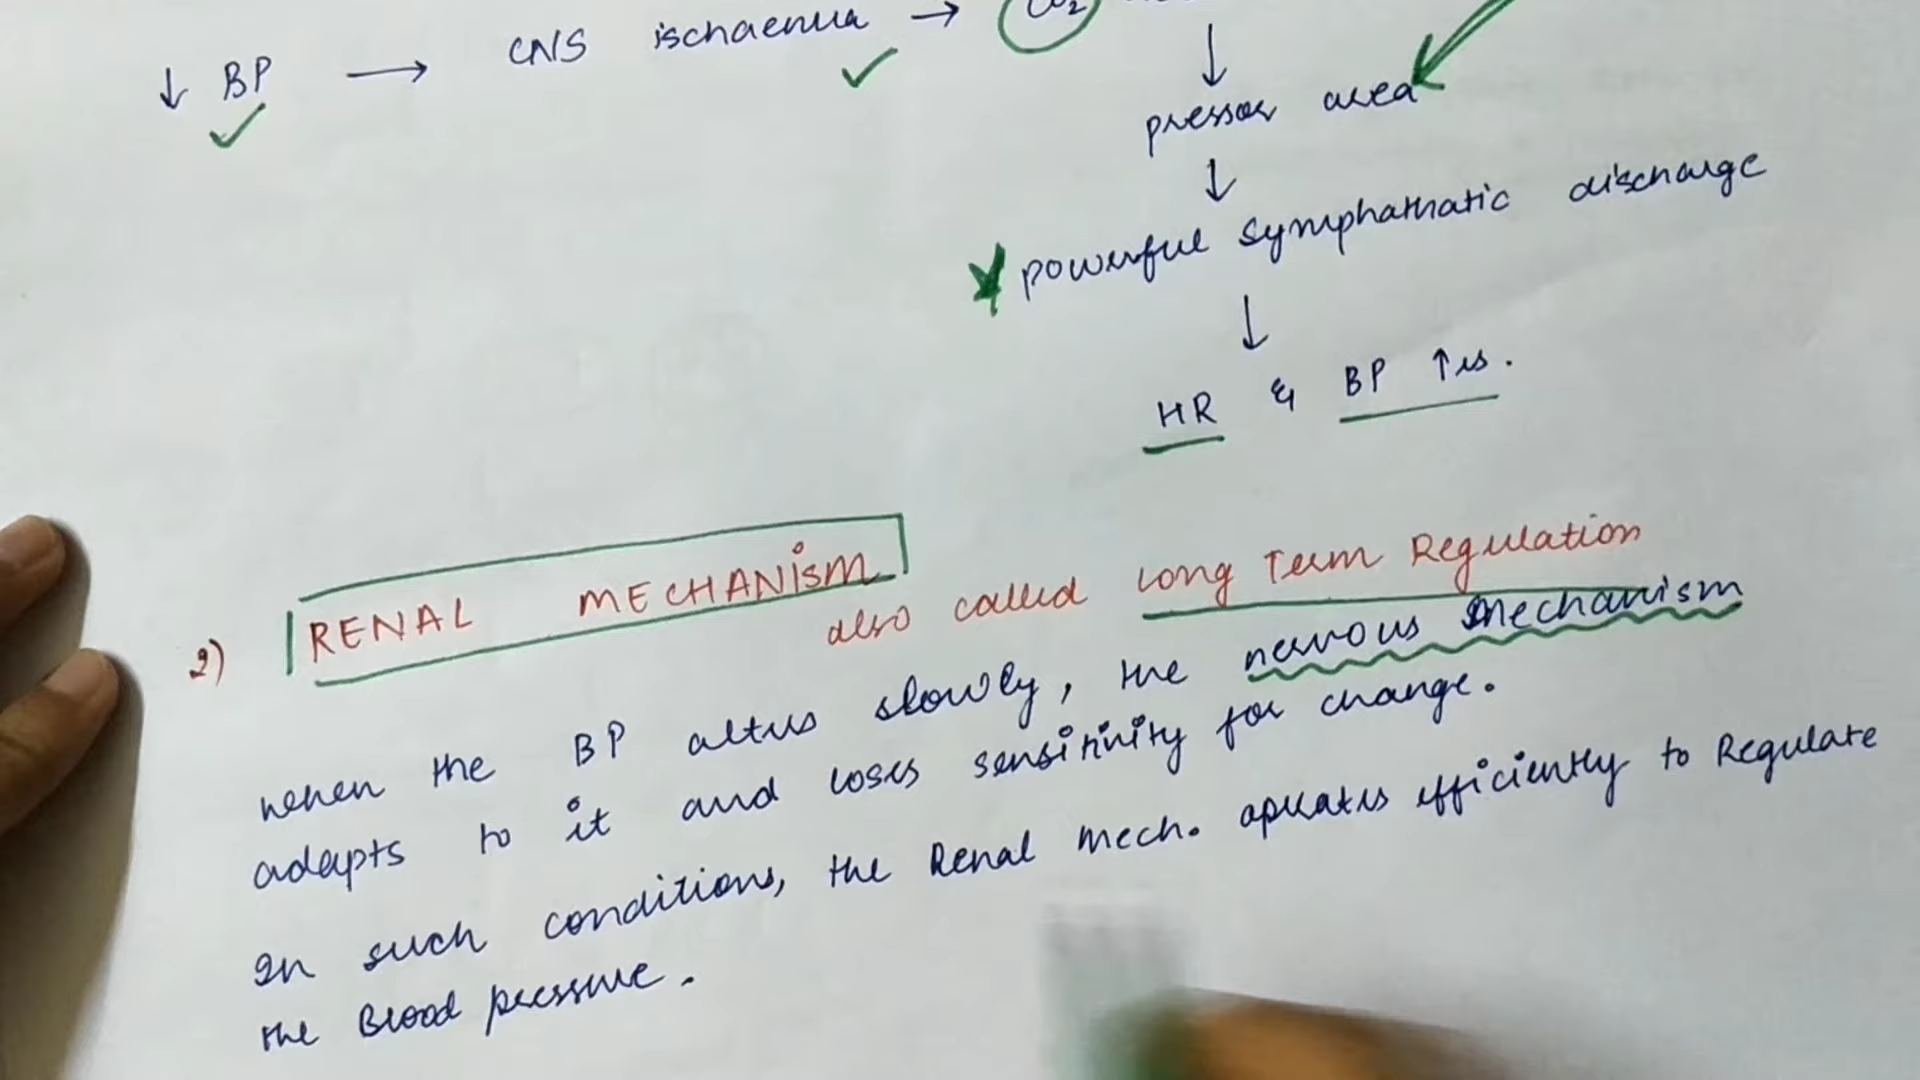 ↓ BP → CNS ischaemia → CO2
↓
pressor area
↓
powerful symphathatic discharge
↓
HR & BP ↑es.
2) RENAL MECHANISM
also called Long Term Regulation
when the BP alters slowly, the nervous Mechanism
adapts to it and loses sensitivity for change.
In such conditions, the Renal mech. operates efficiently to Regulate
the Blood pressure.